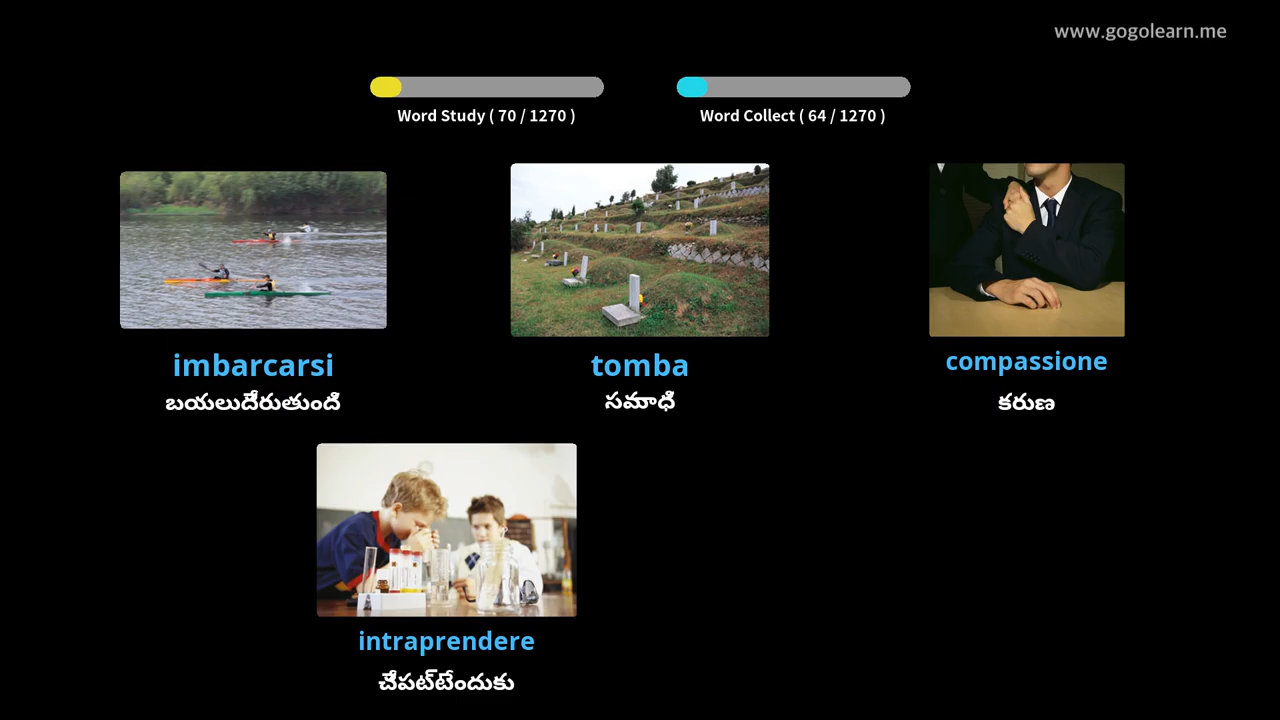 www.gogolearn.me
Word Study ( 70 / 1270 )
Word Collect ( 64 / 1270 )
imbarcarsi
బయలుదేరుతుంది
tomba
సమాధి
compassione
కరుణ
intraprendere
చేపట్టేందుకు